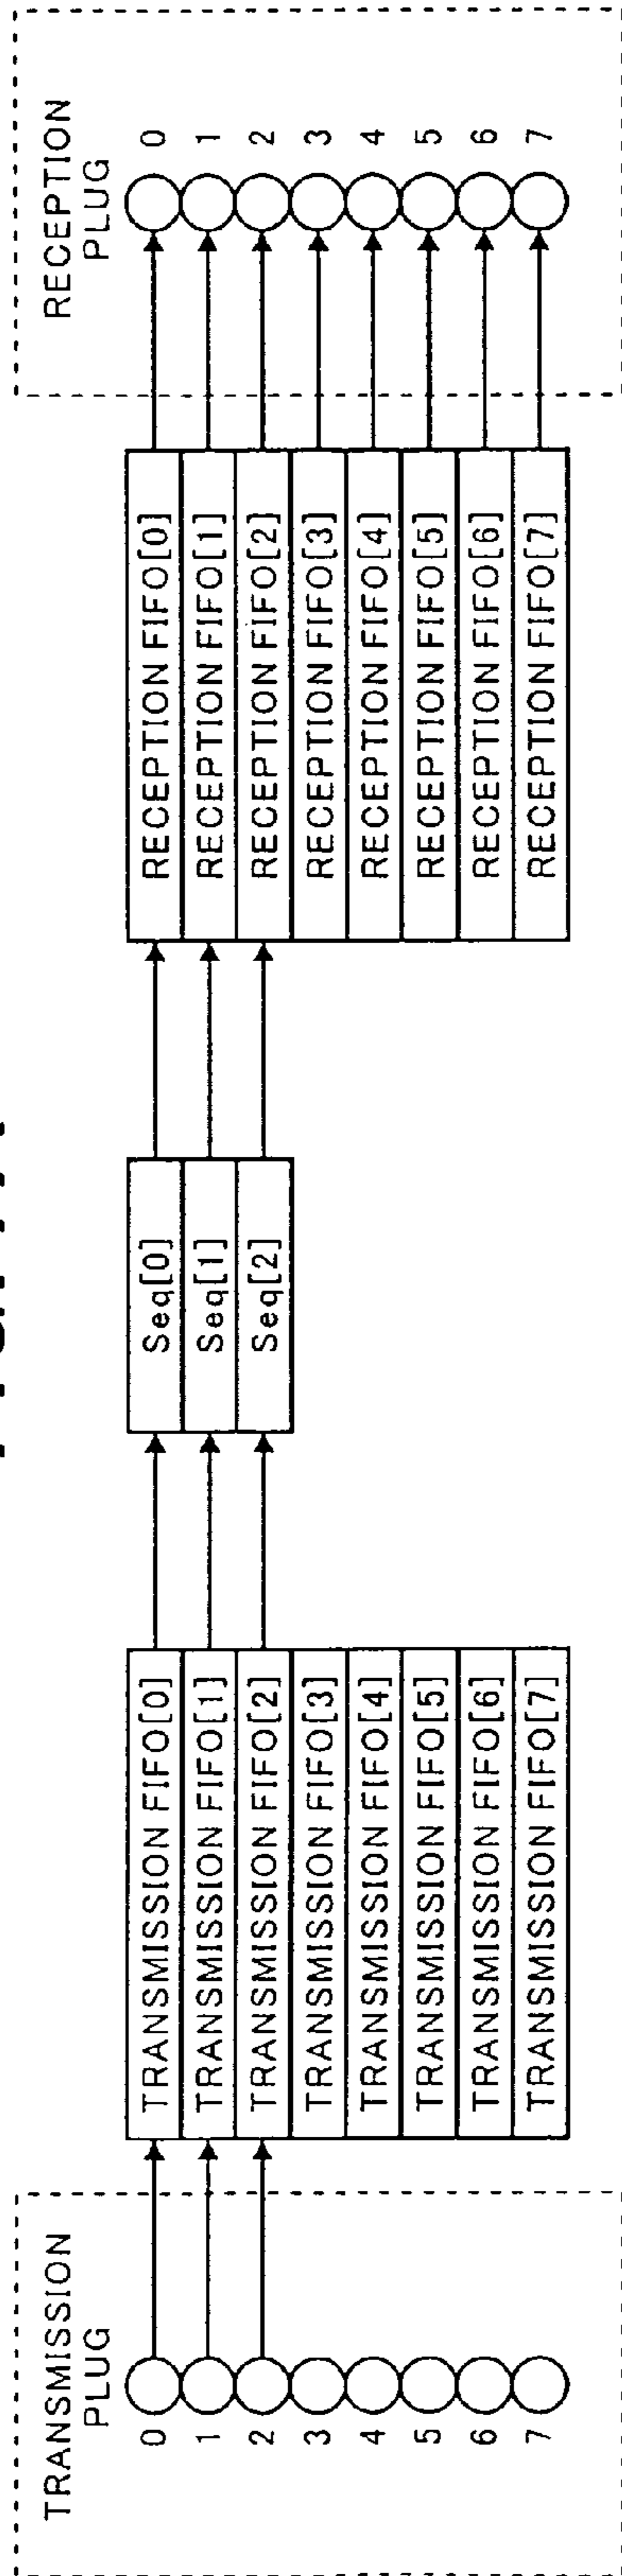 TRANSMISSION
PLUG
0
1
2
3
4
5
6
7
TRANSMISSION FIFO[0]
TRANSMISSION FIFO[1]
TRANSMISSION FIFO[2]
TRANSMISSION FIFO[3]
TRANSMISSION FIFO[4]
TRANSMISSION FIFO[5]
TRANSMISSION FIFO[6]
TRANSMISSION FIFO[7]
Seq[0]
Seq[1]
Seq[2]
RECEPTION FIFO[0]
RECEPTION FIFO[1]
RECEPTION FIFO[2]
RECEPTION FIFO[3]
RECEPTION FIFO[4]
RECEPTION FIFO[5]
RECEPTION FIFO[6]
RECEPTION FIFO[7]
RECEPTION
PLUG
0
1
2
3
4
5
6
7